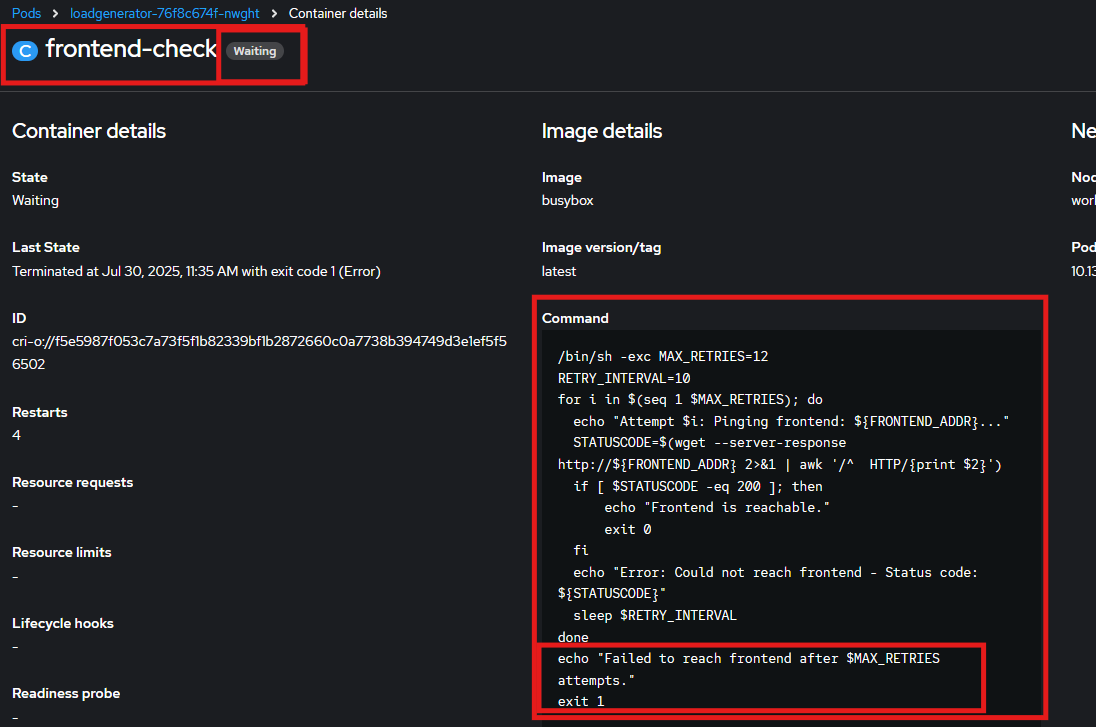 Pods > loadgenerator-76f8c674f-nwght > Container details
C frontend-check Waiting
Container details
State
Waiting
Last State
Terminated at Jul 30, 2025, 11:35 AM with exit code 1 (Error)
ID
cri-o://f5e5987f053c7a73f5f1b82339bf1b2872660c0a7738b394749d3e1ef5f5
6502
Restarts
4
Resource requests
-
Resource limits
-
Lifecycle hooks
-
Readiness probe
-
Image details
Image
busybox
Image version/tag
latest
Command
/bin/sh -exc MAX_RETRIES=12
RETRY_INTERVAL=10
for i in $(seq 1 $MAX_RETRIES); do
  echo "Attempt $i: Pinging frontend: ${FRONTEND_ADDR}..."
  STATUSCODE=$(wget --server-response
http://${FRONTEND_ADDR} 2>&1 | awk '/^  HTTP/{print $2}')
  if [ $STATUSCODE -eq 200 ]; then
      echo "Frontend is reachable."
      exit 0
  fi
  echo "Error: Could not reach frontend - Status code:
${STATUSCODE}"
  sleep $RETRY_INTERVAL
done
echo "Failed to reach frontend after $MAX_RETRIES
attempts."
exit 1
Ne
Noc
wor
Pod
10.13